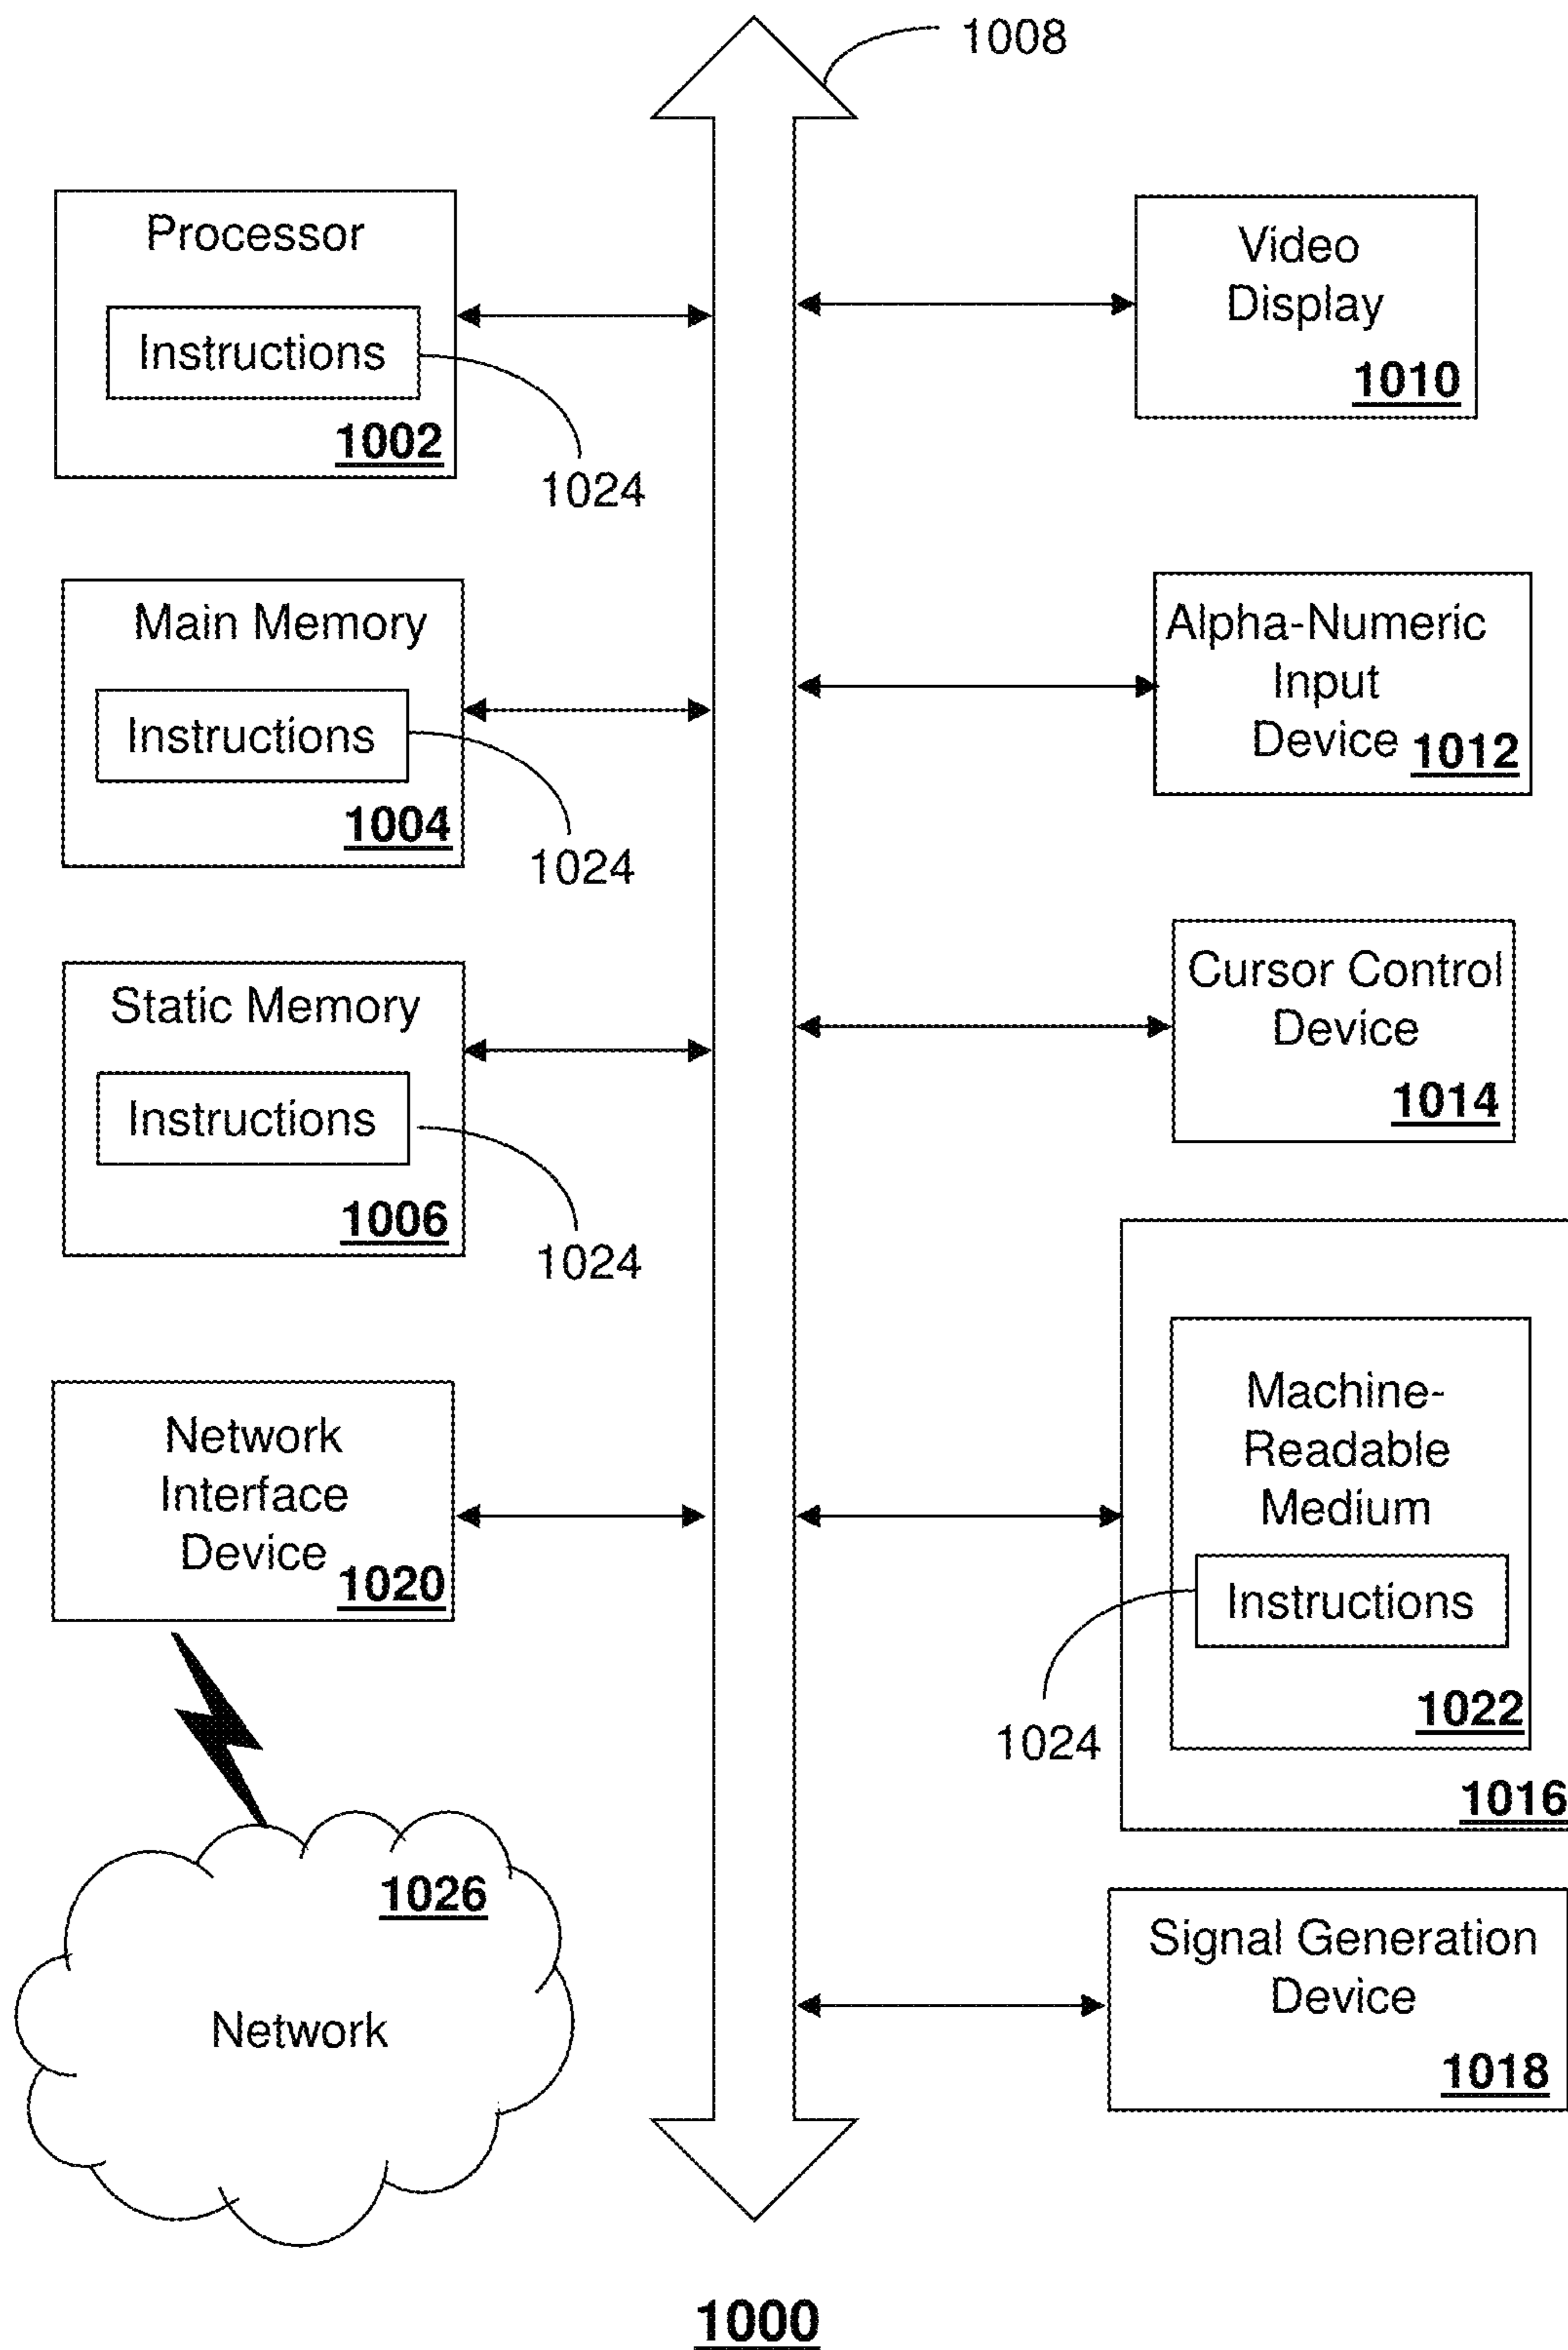 1008
Processor
Instructions
1002
1024
Main Memory
Instructions
1004
1024
Static Memory
Instructions
1006
1024
Network
Interface
Device
1020
1026
Network
Video
Display
1010
Alpha-Numeric
Input
Device 1012
Cursor Control
Device
1014
Machine-
Readable
Medium
Instructions
1024
1022
1016
Signal Generation
Device
1018
1000